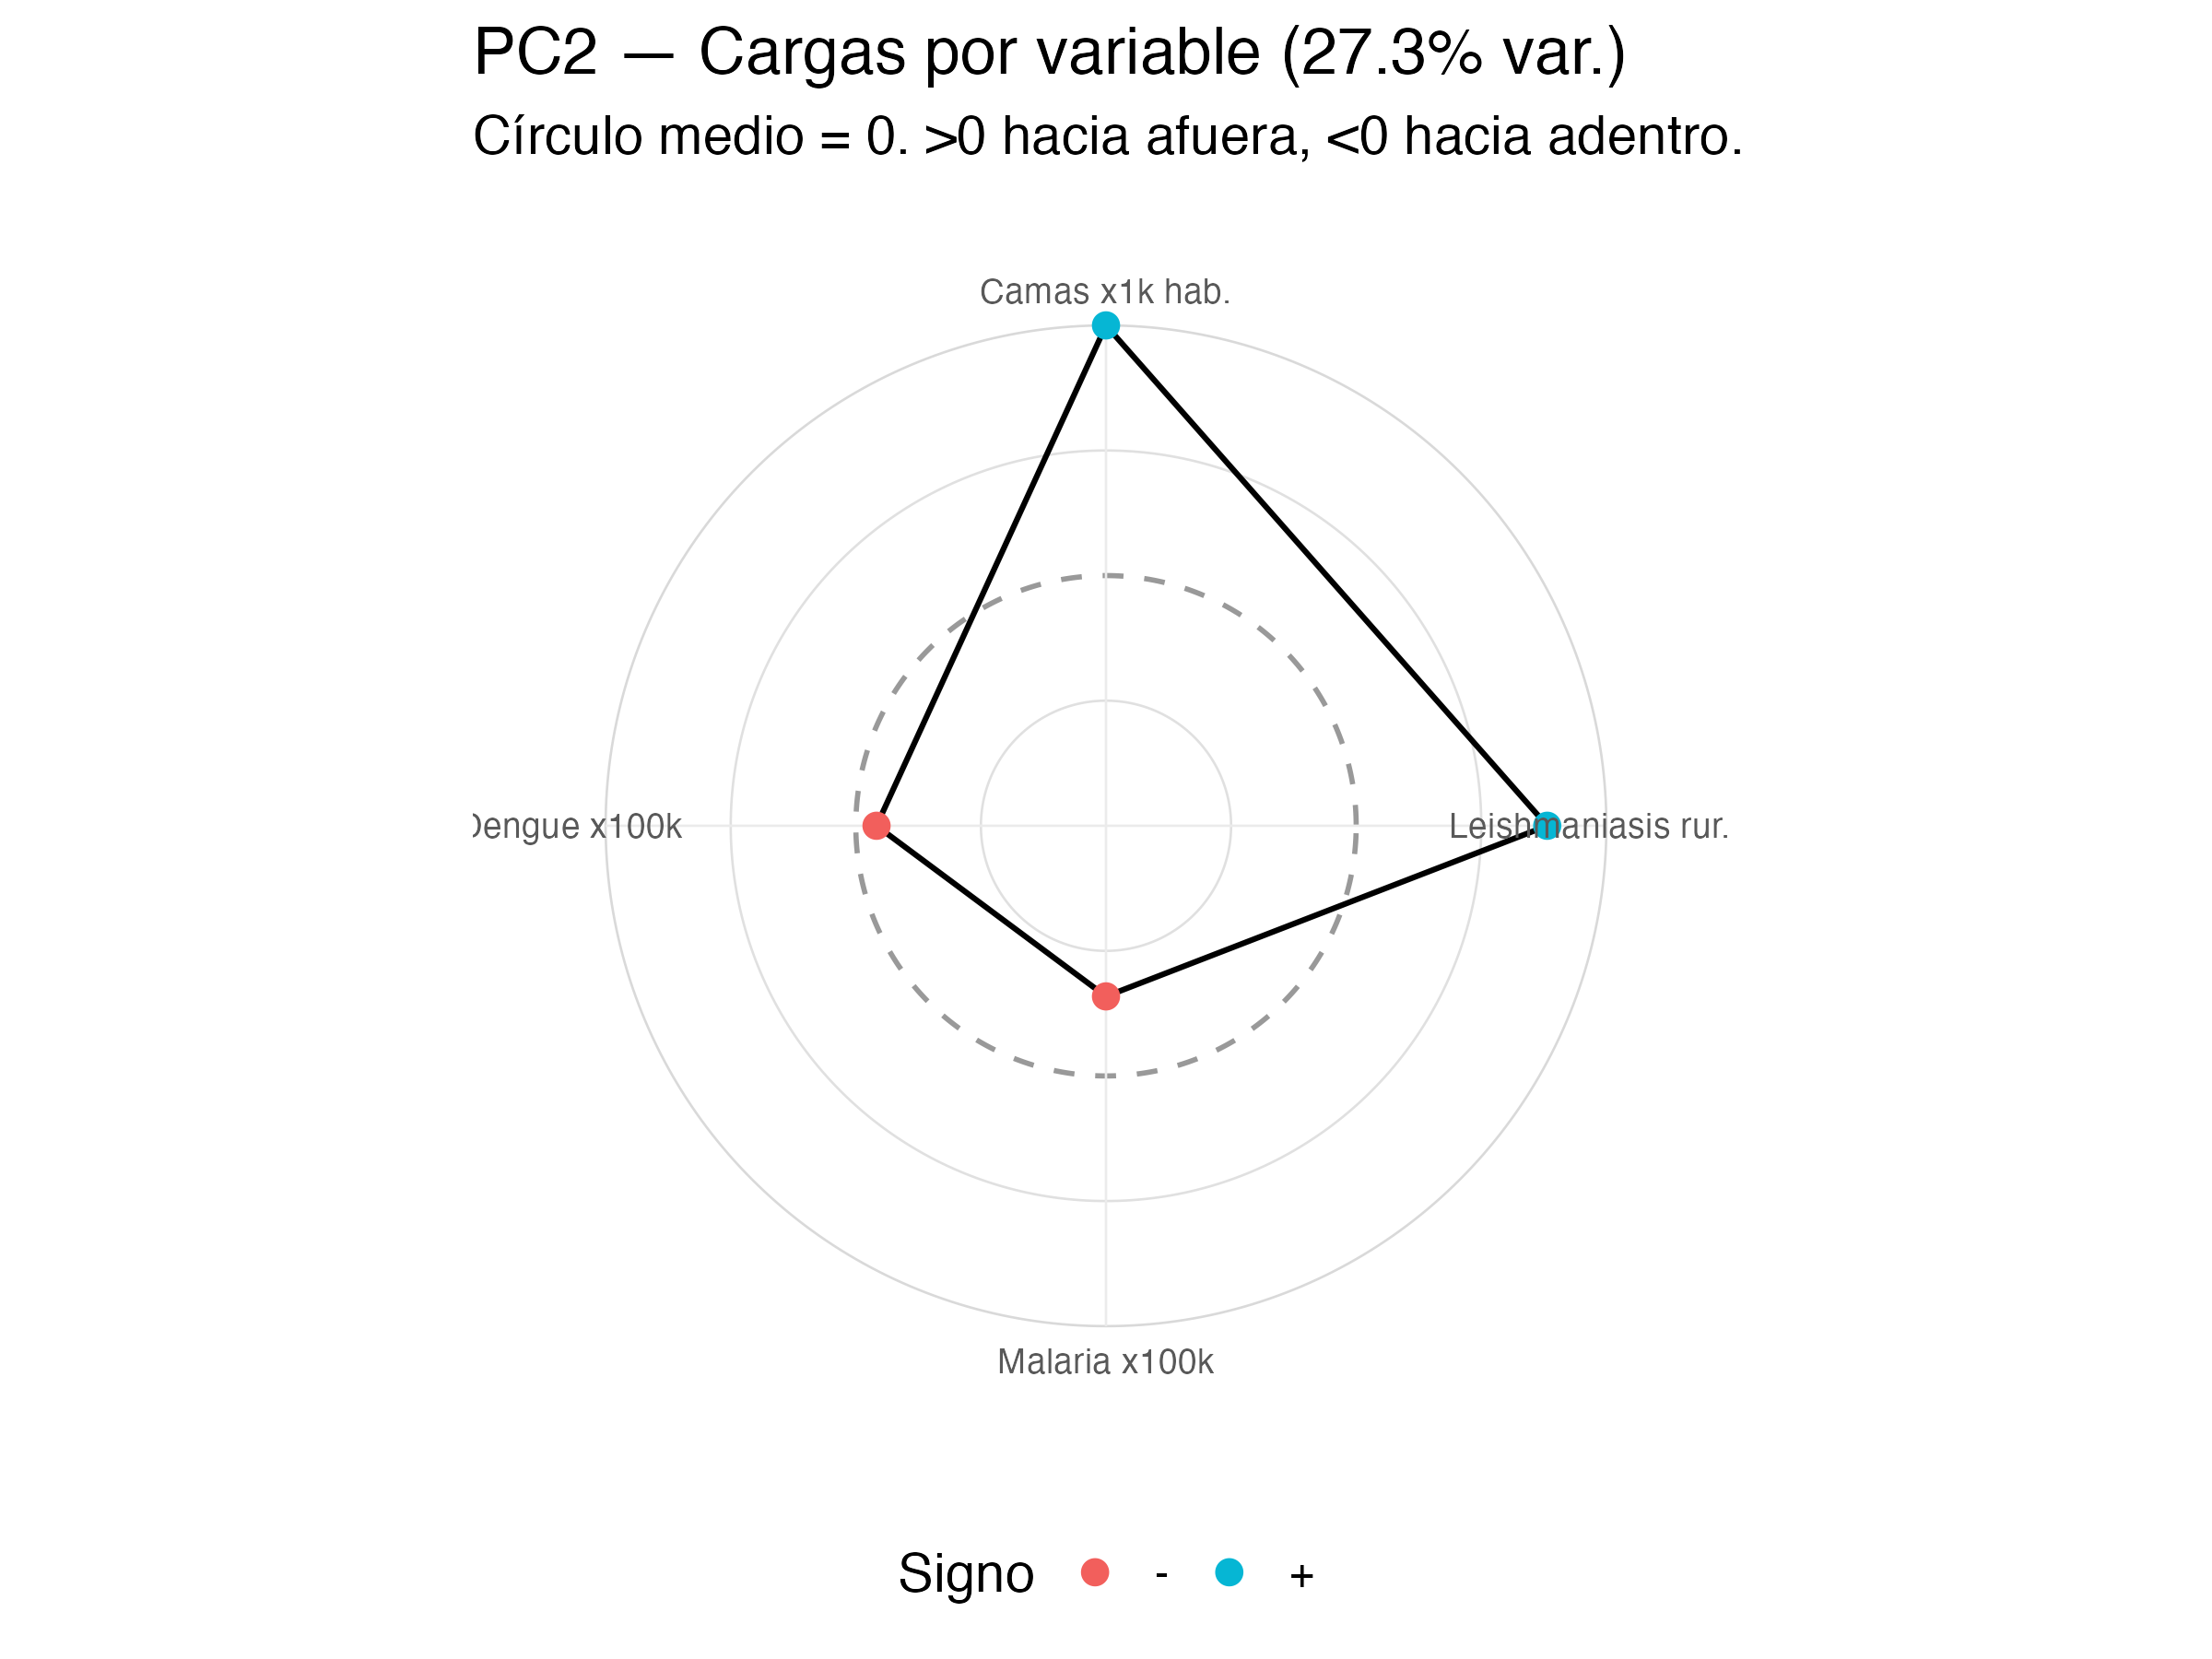 PC2 — Cargas por variable (27.3% var.)
Círculo medio = 0. >0 hacia afuera, <0 hacia adentro.
Camas x1k hab.
Dengue x100k
Leishmaniasis rur.
Malaria x100k
Signo - +